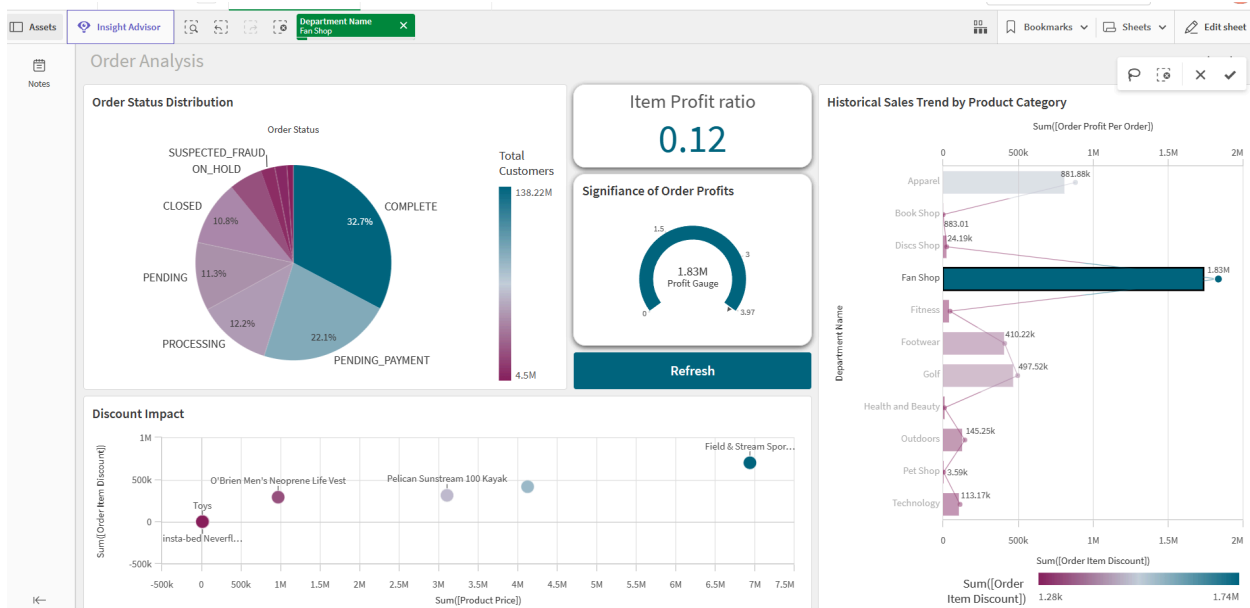 Assets
Insight Advisor
Department Name
Fan Shop
Bookmarks
Sheets
Edit sheet
Notes
Order Analysis
Order Status Distribution
Order Status
SUSPECTED_FRAUD
ON_HOLD
CLOSED
10.8%
PENDING
11.3%
PROCESSING
12.2%
PENDING_PAYMENT
22.1%
COMPLETE
32.7%
Total
Customers
138.22M
4.5M
Item Profit ratio
0.12
Signifiance of Order Profits
1.5
3
0
3.97
1.83M
Profit Gauge
Refresh
Historical Sales Trend by Product Category
Sum([Order Profit Per Order])
0 500k 1M 1.5M 2M
Department Name
Apparel 881.88k
Book Shop 883.01
Discs Shop 24.19k
Fan Shop 1.83M
Fitness
Footwear 410.22k
Golf 497.52k
Health and Beauty
Outdoors 145.25k
Pet Shop 3.59k
Technology 113.17k
0 500k 1M 1.5M 2M
Sum([Order Item Discount])
Sum([Order
Item Discount])
1.28k 1.74M
Discount Impact
Sum([Order Item Discount])
1M
500k
0
-500k
Field & Stream Spor...
O'Brien Men's Neoprene Life Vest
Pelican Sunstream 100 Kayak
Toys
insta-bed Neverfl...
-500k 0 500k 1M 1.5M 2M 2.5M 3M 3.5M 4M 4.5M 5M 5.5M 6M 6.5M 7M 7.5M
Sum([Product Price])